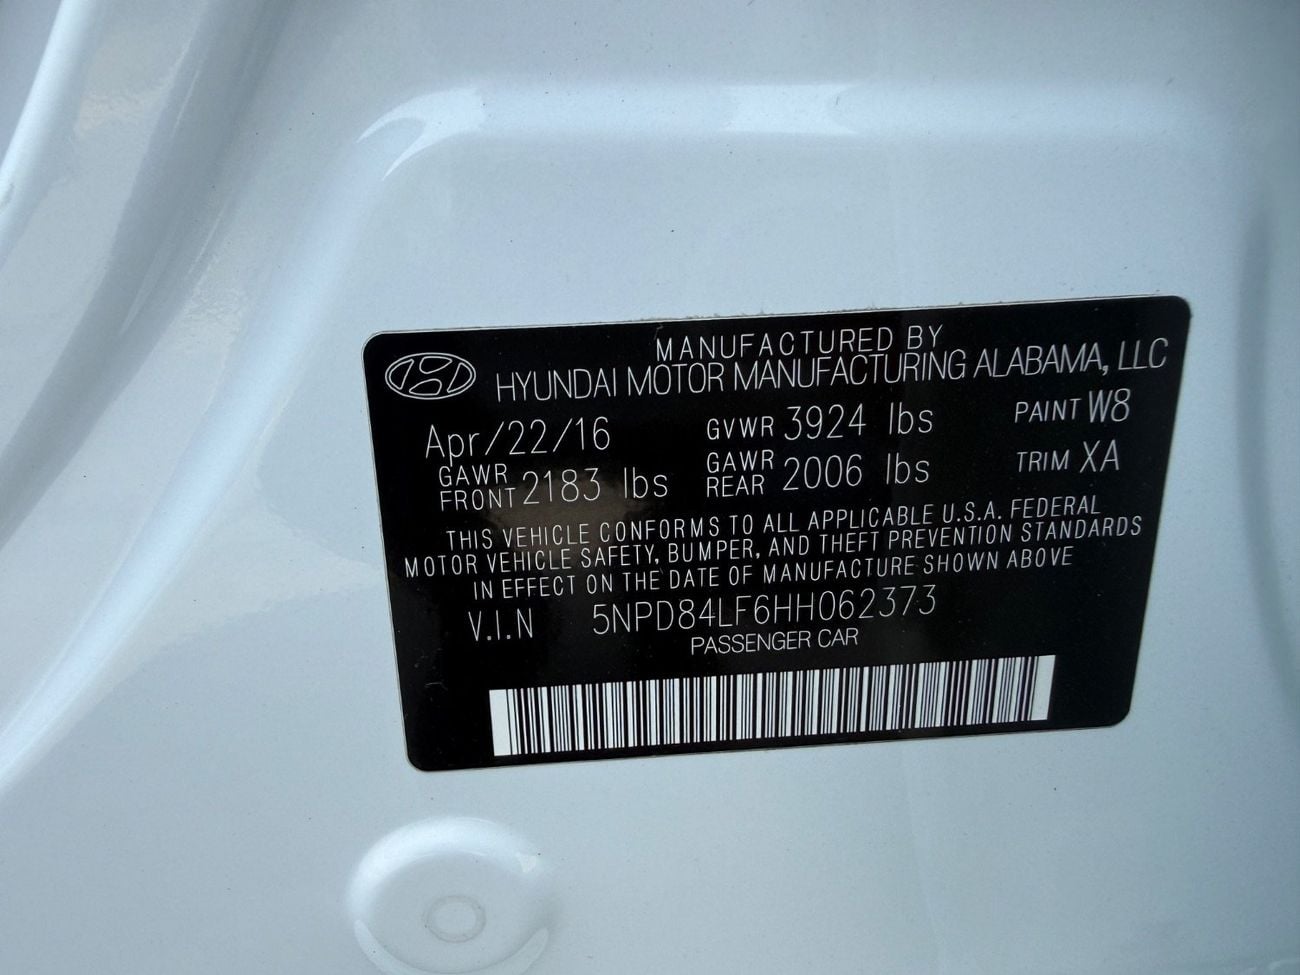 MANUFACTURED BY
HYUNDAI MOTOR MANUFACTURING ALABAMA, LLC
Apr/22/16 GVWR 3924 lbs PAINT W8
GAWR FRONT 2183 lbs GAWR REAR 2006 lbs TRIM XA
THIS VEHICLE CONFORMS TO ALL APPLICABLE U.S.A. FEDERAL
MOTOR VEHICLE SAFETY, BUMPER, AND THEFT PREVENTION STANDARDS
IN EFFECT ON THE DATE OF MANUFACTURE SHOWN ABOVE
V.I.N 5NPD84LF6HH062373
PASSENGER CAR